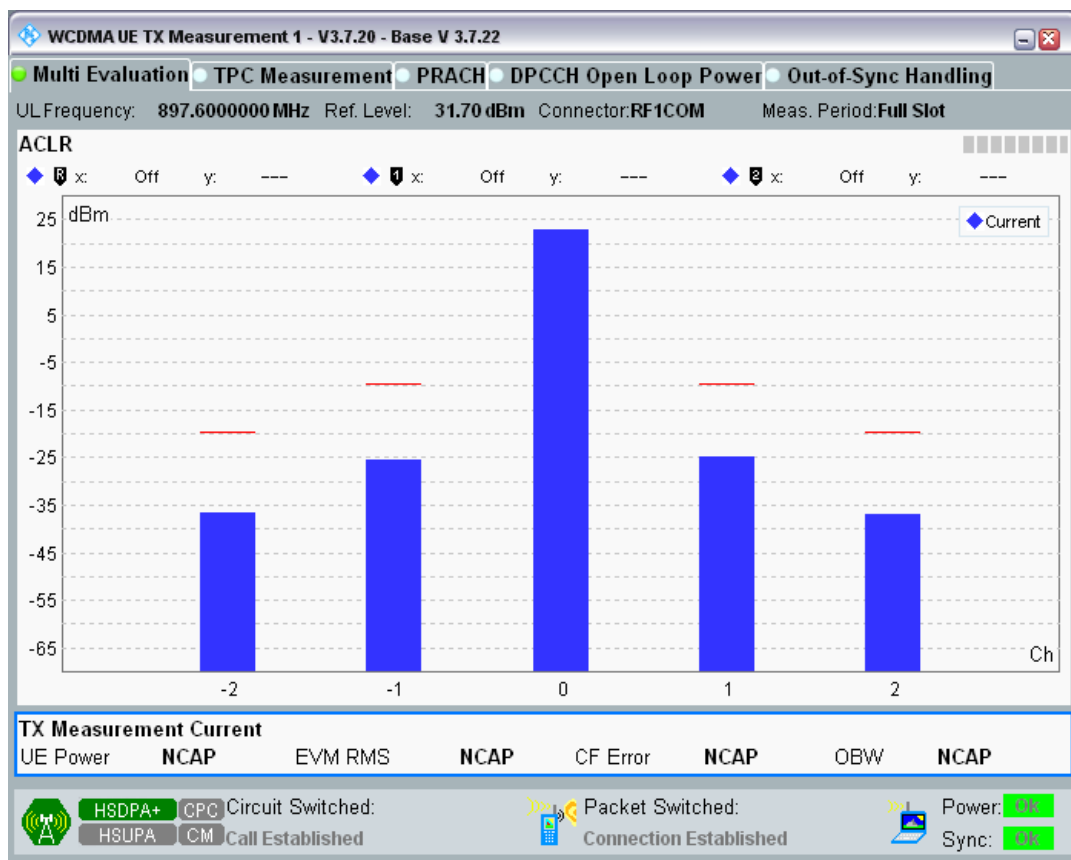 WCDMA UE TX Measurement 1 - V3.7.20 - Base V 3.7.22
Multi Evaluation TPC Measurement PRACH DPCCH Open Loop Power Out-of-Sync Handling
UL Frequency: 897.6000000 MHz Ref. Level: 31.70 dBm Connector:RF1COM Meas. Period:Full Slot
ACLR
R x: Off y: --- 1 x: Off y: --- 2 x: Off y: ---
dBm
Current
25
15
5
-5
-15
-25
-35
-45
-55
-65
Ch
-2 -1 0 1 2
TX Measurement Current
UE Power NCAP EVM RMS NCAP CF Error NCAP OBW NCAP
HSDPA+ CPC Circuit Switched: Packet Switched: Power: OK
HSUPA CM Call Established Connection Established Sync: OK